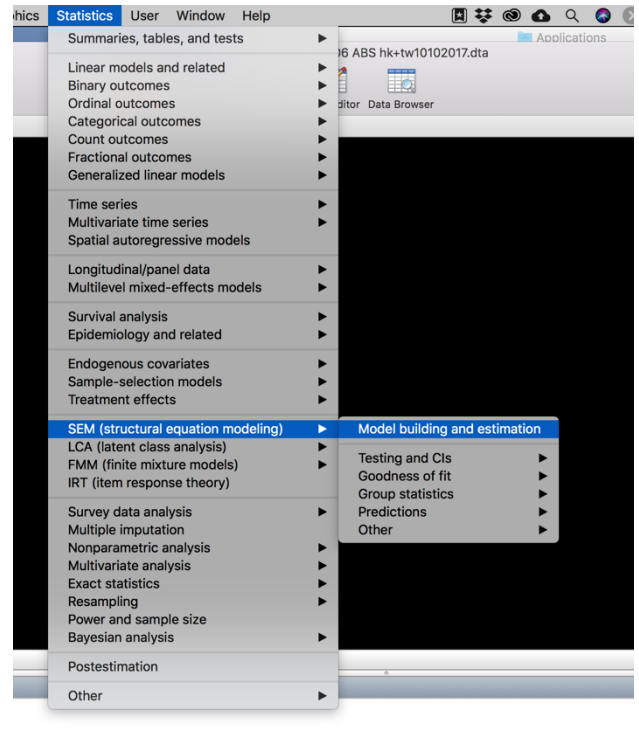 Statistics User Window Help
Applications
Summaries, tables, and tests
06 ABS hk+tw10102017.dta
Linear models and related
Binary outcomes
Ordinal outcomes
Data Browser
Categorical outcomes
Count outcomes
Fractional outcomes
Generalized linear models
Time series
Multivariate time series
Spatial autoregressive models
Longitudinal/panel data
Multilevel mixed-effects models
Survival analysis
Epidemiology and related
Endogenous covariates
Sample-selection models
Treatment effects
SEM (structural equation modeling)
LCA (latent class analysis)
FMM (finite mixture models)
IRT (item response theory)
Model building and estimation
Testing and CIs
Goodness of fit
Group statistics
Predictions
Other
Survey data analysis
Multiple imputation
Nonparametric analysis
Multivariate analysis
Exact statistics
Resampling
Power and sample size
Bayesian analysis
Postestimation
Other